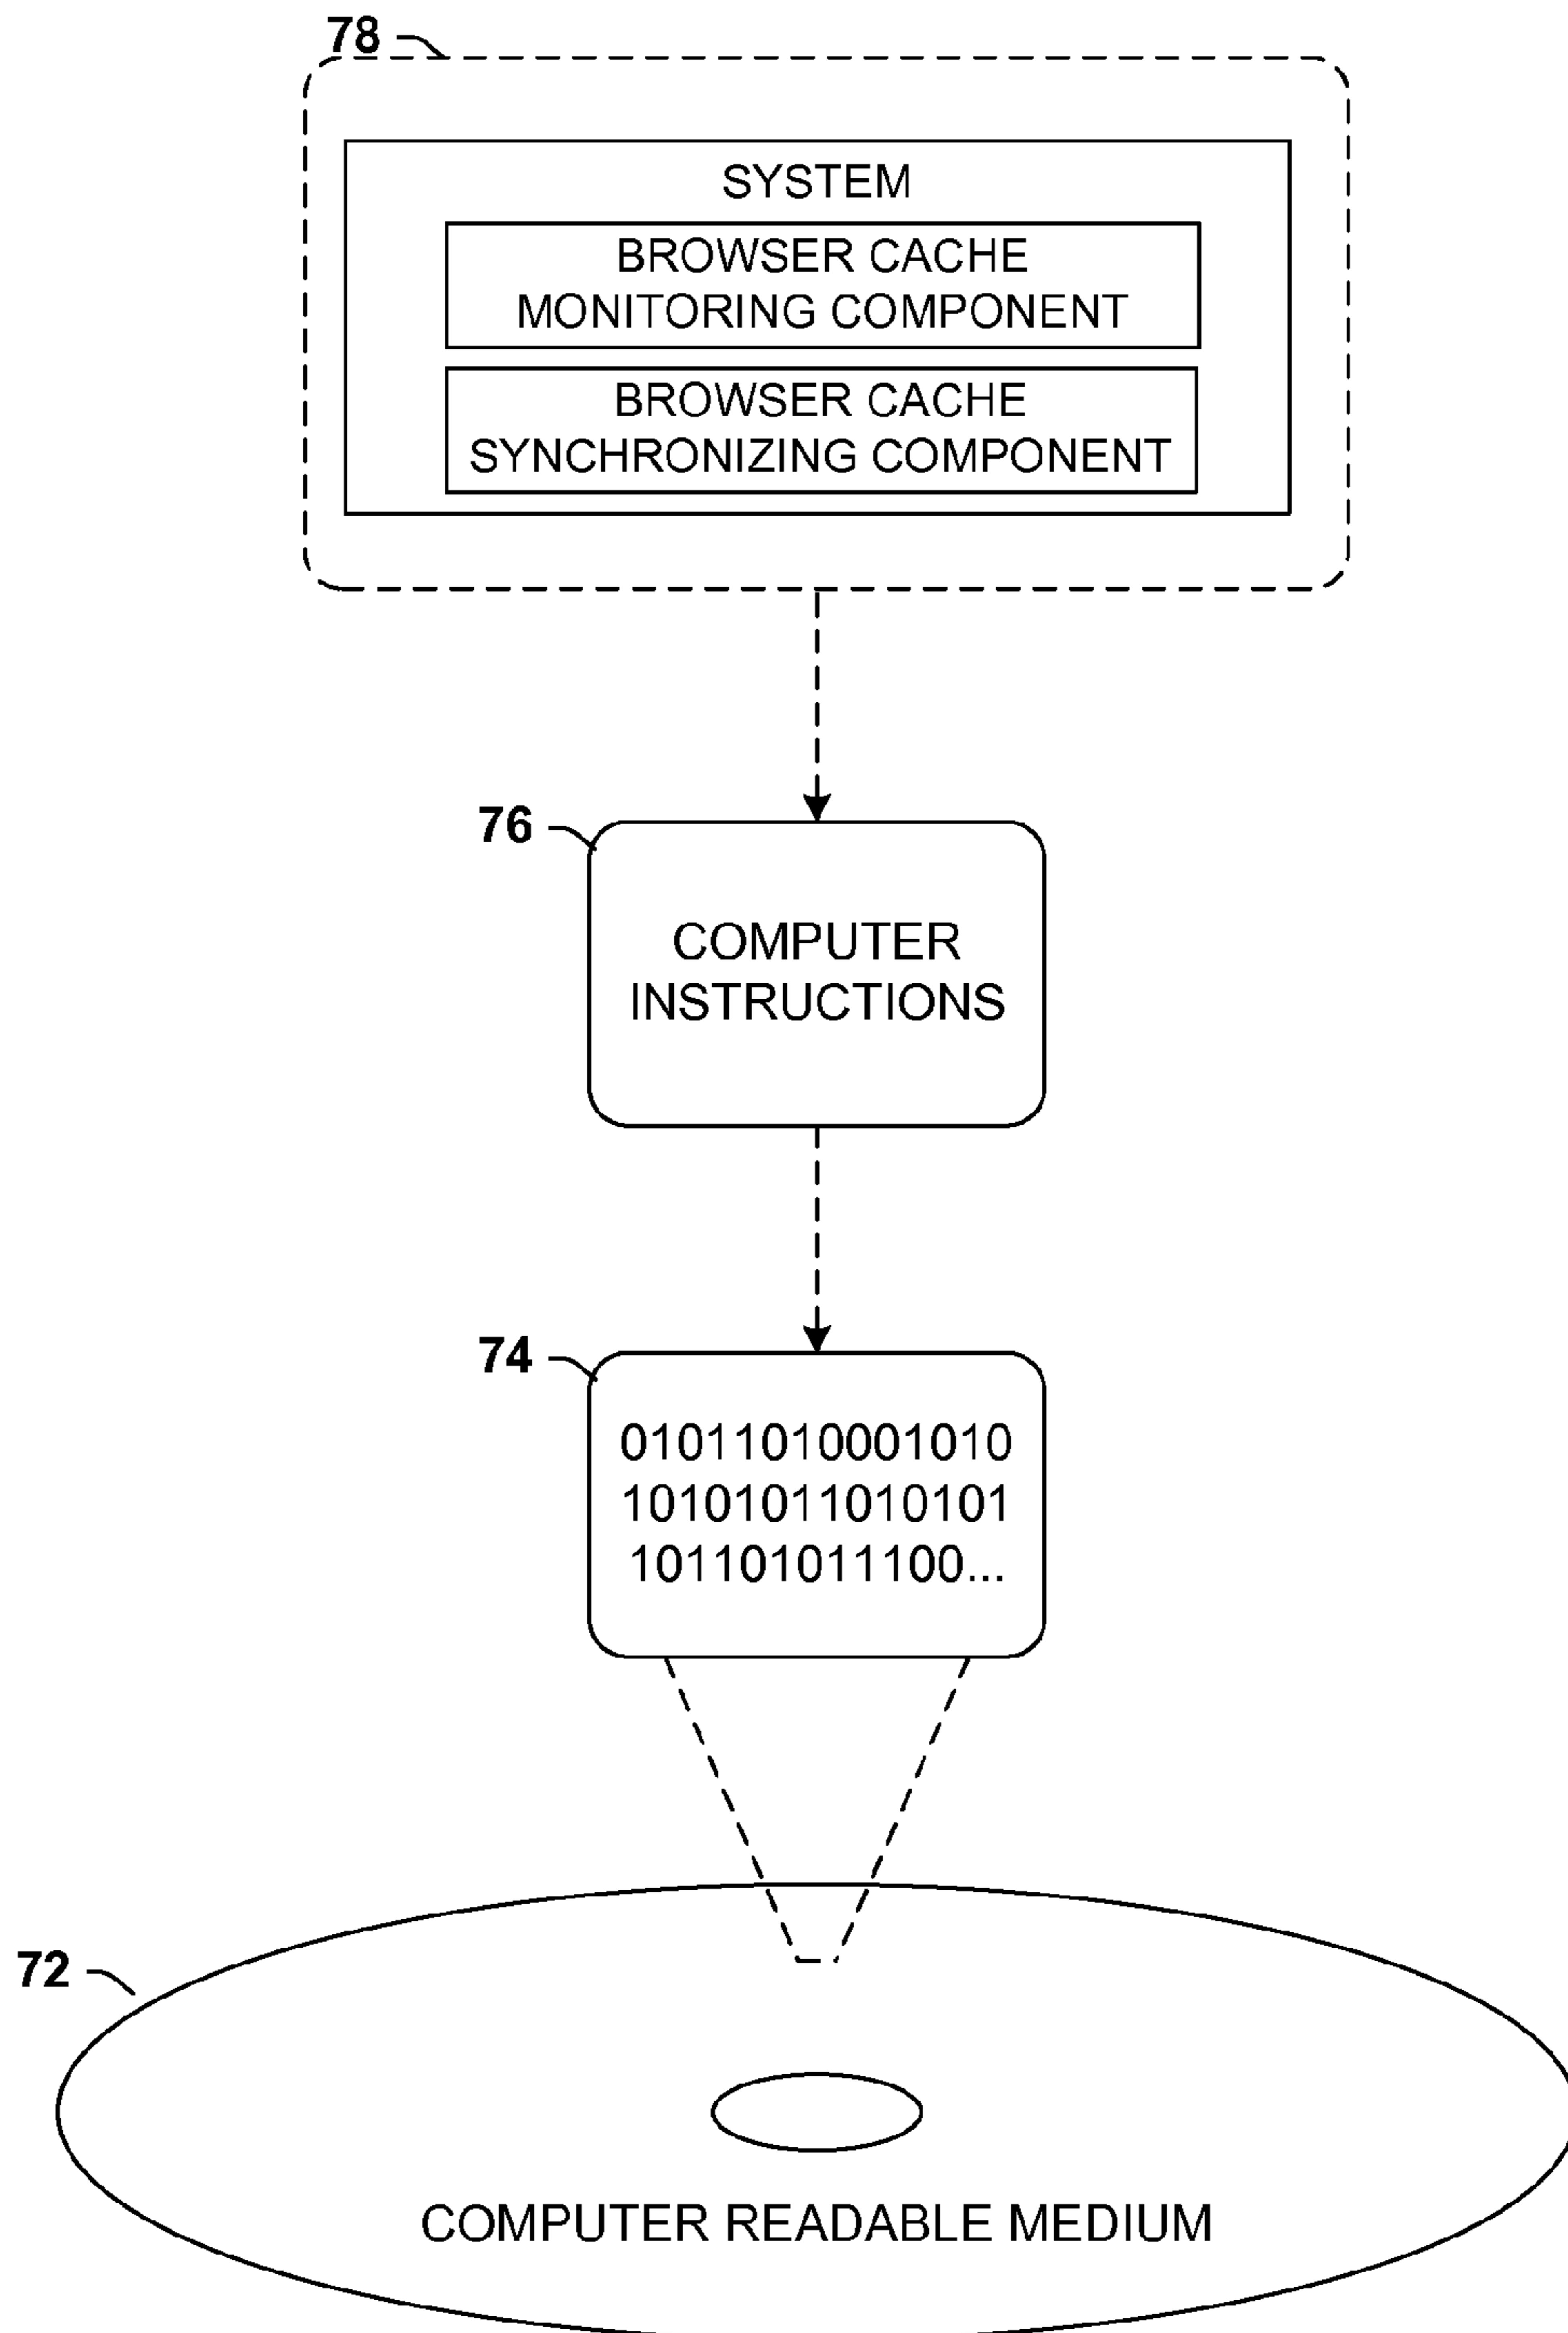 78
SYSTEM
BROWSER CACHE
MONITORING COMPONENT
BROWSER CACHE
SYNCHRONIZING COMPONENT
76
COMPUTER
INSTRUCTIONS
74
01011010001010
10101011010101
101101011100...
72
COMPUTER READABLE MEDIUM